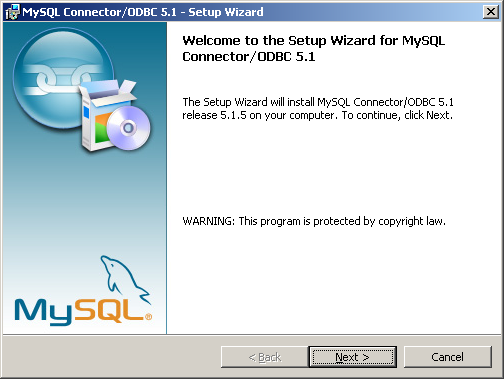 MySQL Connector/ODBC 5.1 - Setup Wizard
Welcome to the Setup Wizard for MySQL
Connector/ODBC 5.1
The Setup Wizard will install MySQL Connector/ODBC 5.1
release 5.1.5 on your computer. To continue, click Next.
WARNING: This program is protected by copyright law.
MySQL®
< Back
Next >
Cancel